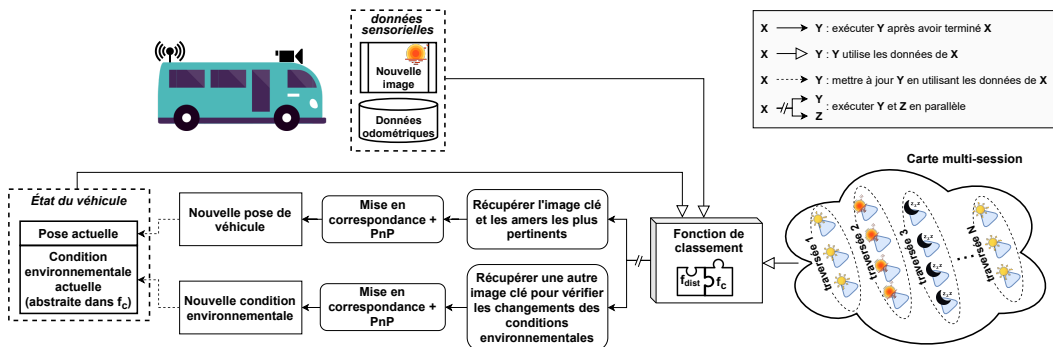 données
sensorielles
Nouvelle
image
Données
odométriques
X Y : exécuter Y après avoir terminé X
X Y : Y utilise les données de X
X Y : mettre à jour Y en utilisant les données de X
X Y
Z : exécuter Y et Z en parallèle
Carte multi-session
État du véhicule
Pose actuelle
Condition
environnementale
actuelle
(abstraite dans fC)
Nouvelle pose de
véhicule
Mise en
correspondance +
PnP
Récupérer l'image clé
et les amers les plus
pertinents
Nouvelle condition
environnementale
Mise en
correspondance +
PnP
Récupérer une autre
image clé pour vérifier
les changements des
conditions
environnementales
Fonction de
classement
fdist
fC
traversée 1
traversée 2
traversée 3
...
traversée N
z z z
z z z
z z z
z z z